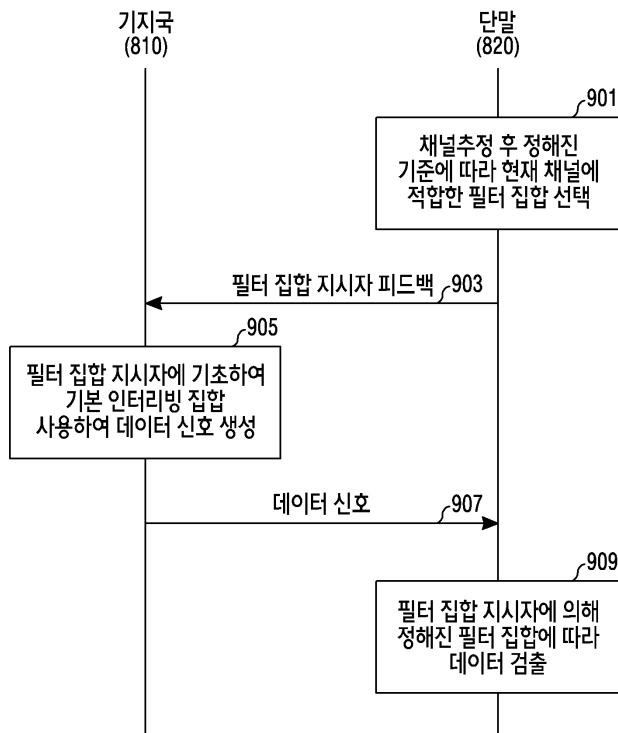 기지국
(810)
단말
(820)
901
채널추정 후 정해진
기준에 따라 현재 채널에
적합한 필터 집합 선택
필터 집합 지시자 피드백
903
905
필터 집합 지시자에 기초하여
기본 인터리빙 집합
사용하여 데이터 신호 생성
데이터 신호
907
909
필터 집합 지시자에 의해
정해진 필터 집합에 따라
데이터 검출